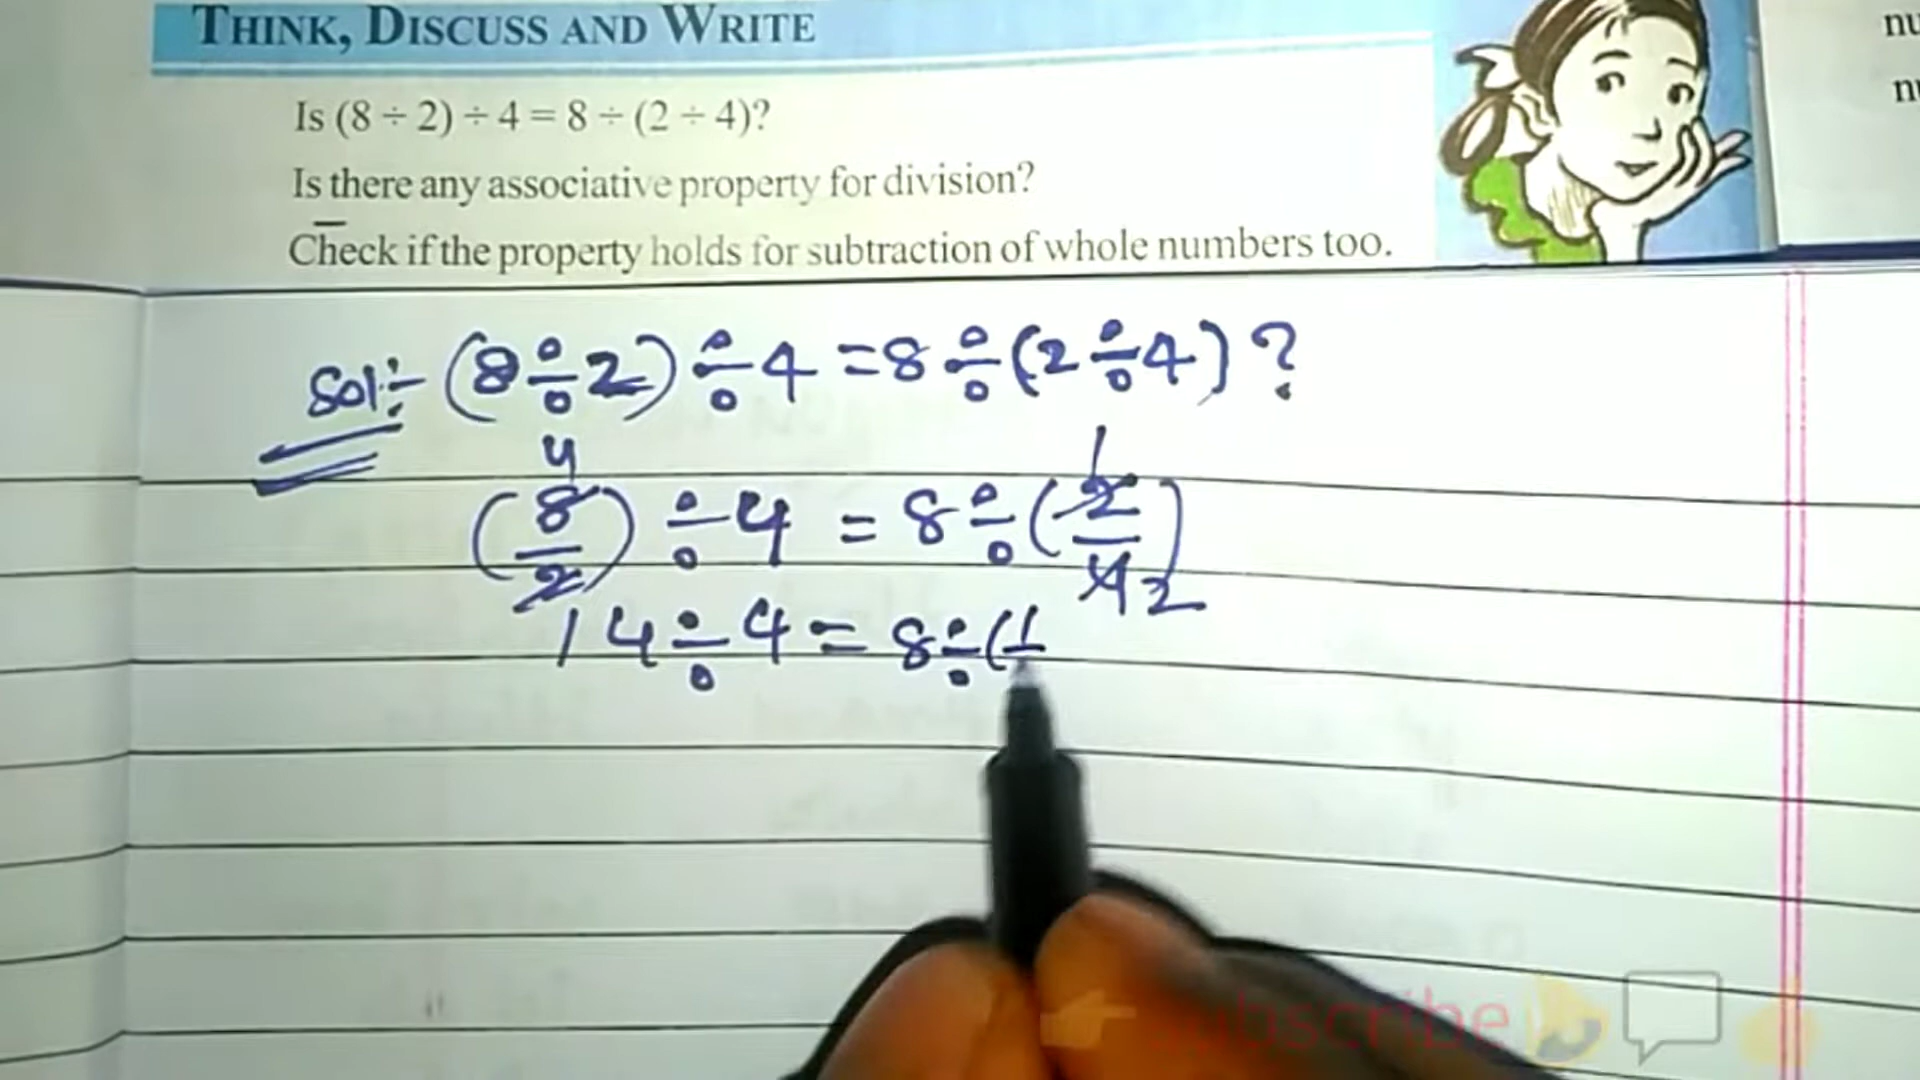 THINK, DISCUSS AND WRITE
Is (8 ÷ 2) ÷ 4 = 8 ÷ (2 ÷ 4)?
Is there any associative property for division?
Check if the property holds for subtraction of whole numbers too.
Sol:- (8÷2) ÷ 4 = 8 ÷ (2 ÷ 4) ?
4 1
(8/2) ÷ 4 = 8 ÷ (2/4) 2
1 4 ÷ 4 = 8 ÷ (1
subscribe